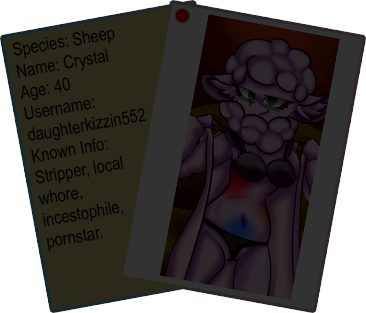 Species: Sheep
Name: Crystal
Age: 40
Username:
daughterkizzin552
Known Info:
Stripper, local
whore,
incestophile,
pornstar.